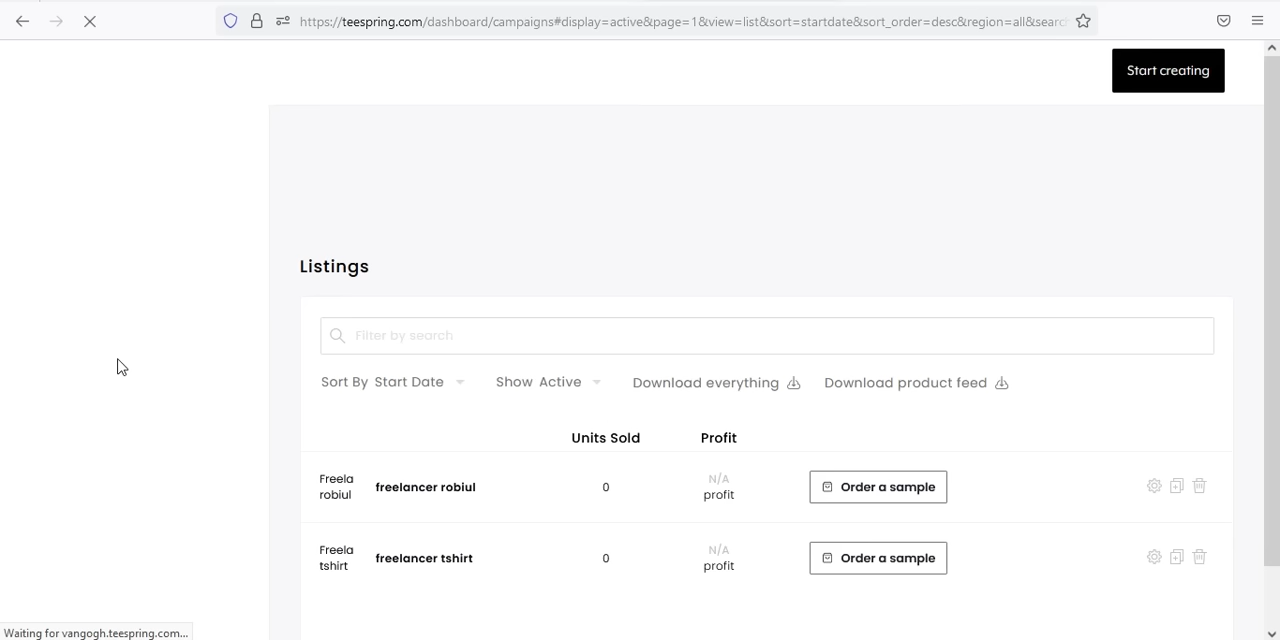 https://teespring.com/dashboard/campaigns#display=active&page=1&view=list&sort=startdate&sort_order=desc&region=all&searc
Start creating
Listings
Filter by search
Sort By Start Date Show Active Download everything Download product feed
Units Sold Profit
Freela
robiul
freelancer robiul 0
N/A
profit
Order a sample
Freela
tshirt
freelancer tshirt 0
N/A
profit
Order a sample
Waiting for vangogh.teespring.com...